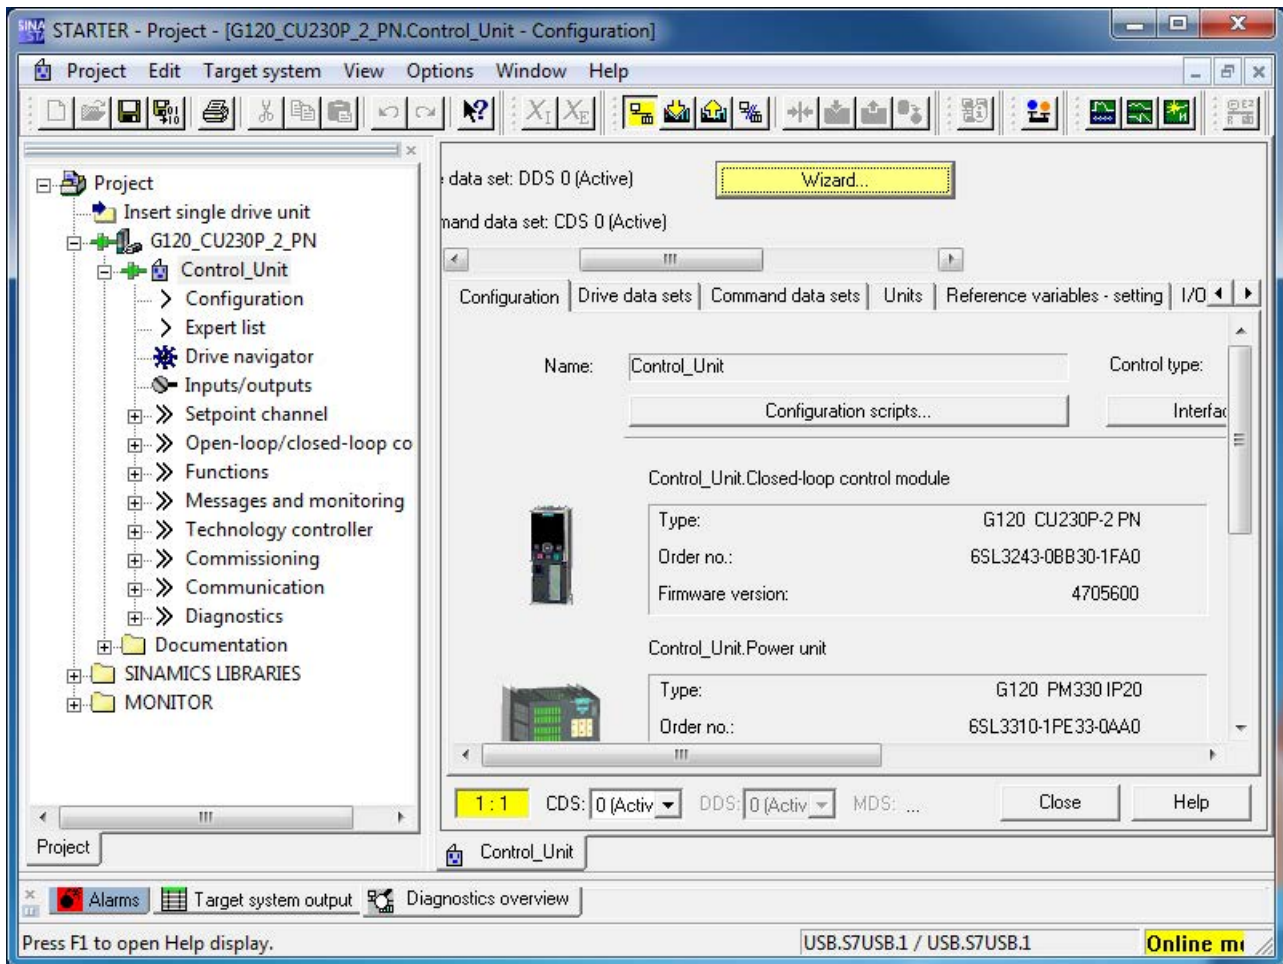 STARTER - Project - [G120_CU230P_2_PN.Control_Unit - Configuration]
Project Edit Target system View Options Window Help
Project
Insert single drive unit
G120_CU230P_2_PN
Control_Unit
Configuration
Expert list
Drive navigator
Inputs/outputs
Setpoint channel
Open-loop/closed-loop co
Functions
Messages and monitoring
Technology controller
Commissioning
Communication
Diagnostics
Documentation
SINAMICS LIBRARIES
MONITOR
Project
data set: DDS 0 (Active)
Wizard...
mand data set: CDS 0 (Active)
Configuration Drive data sets Command data sets Units Reference variables - setting I/O
Name: Control_Unit Control type:
Configuration scripts... Interfac
Control_Unit.Closed-loop control module
Type: G120 CU230P-2 PN
Order no.: 6SL3243-0BB30-1FA0
Firmware version: 4705600
Control_Unit.Power unit
Type: G120 PM330 IP20
Order no.: 6SL3310-1PE33-0AA0
1 : 1 CDS: 0 (Activ DDS: 0 (Activ MDS: ... Close Help
Control_Unit
Alarms Target system output Diagnostics overview
Press F1 to open Help display. USB.S7USB.1 / USB.S7USB.1 Online m